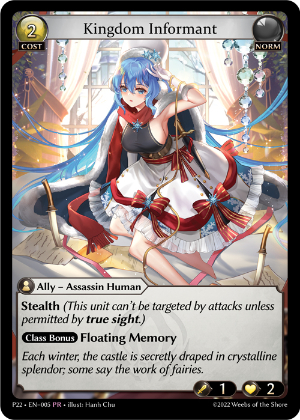 Kingdom Informant
2
COST
NORM
Ally – Assassin Human
Stealth (This unit can't be targeted by attacks unless
permitted by true sight.)
Class Bonus Floating Memory
Each winter, the castle is secretly draped in crystalline
splendor; some say the work of fairies.
1
2
P22 • EN-005 PR • illust: Hanh Chu
©2022 Weebs of the Shore